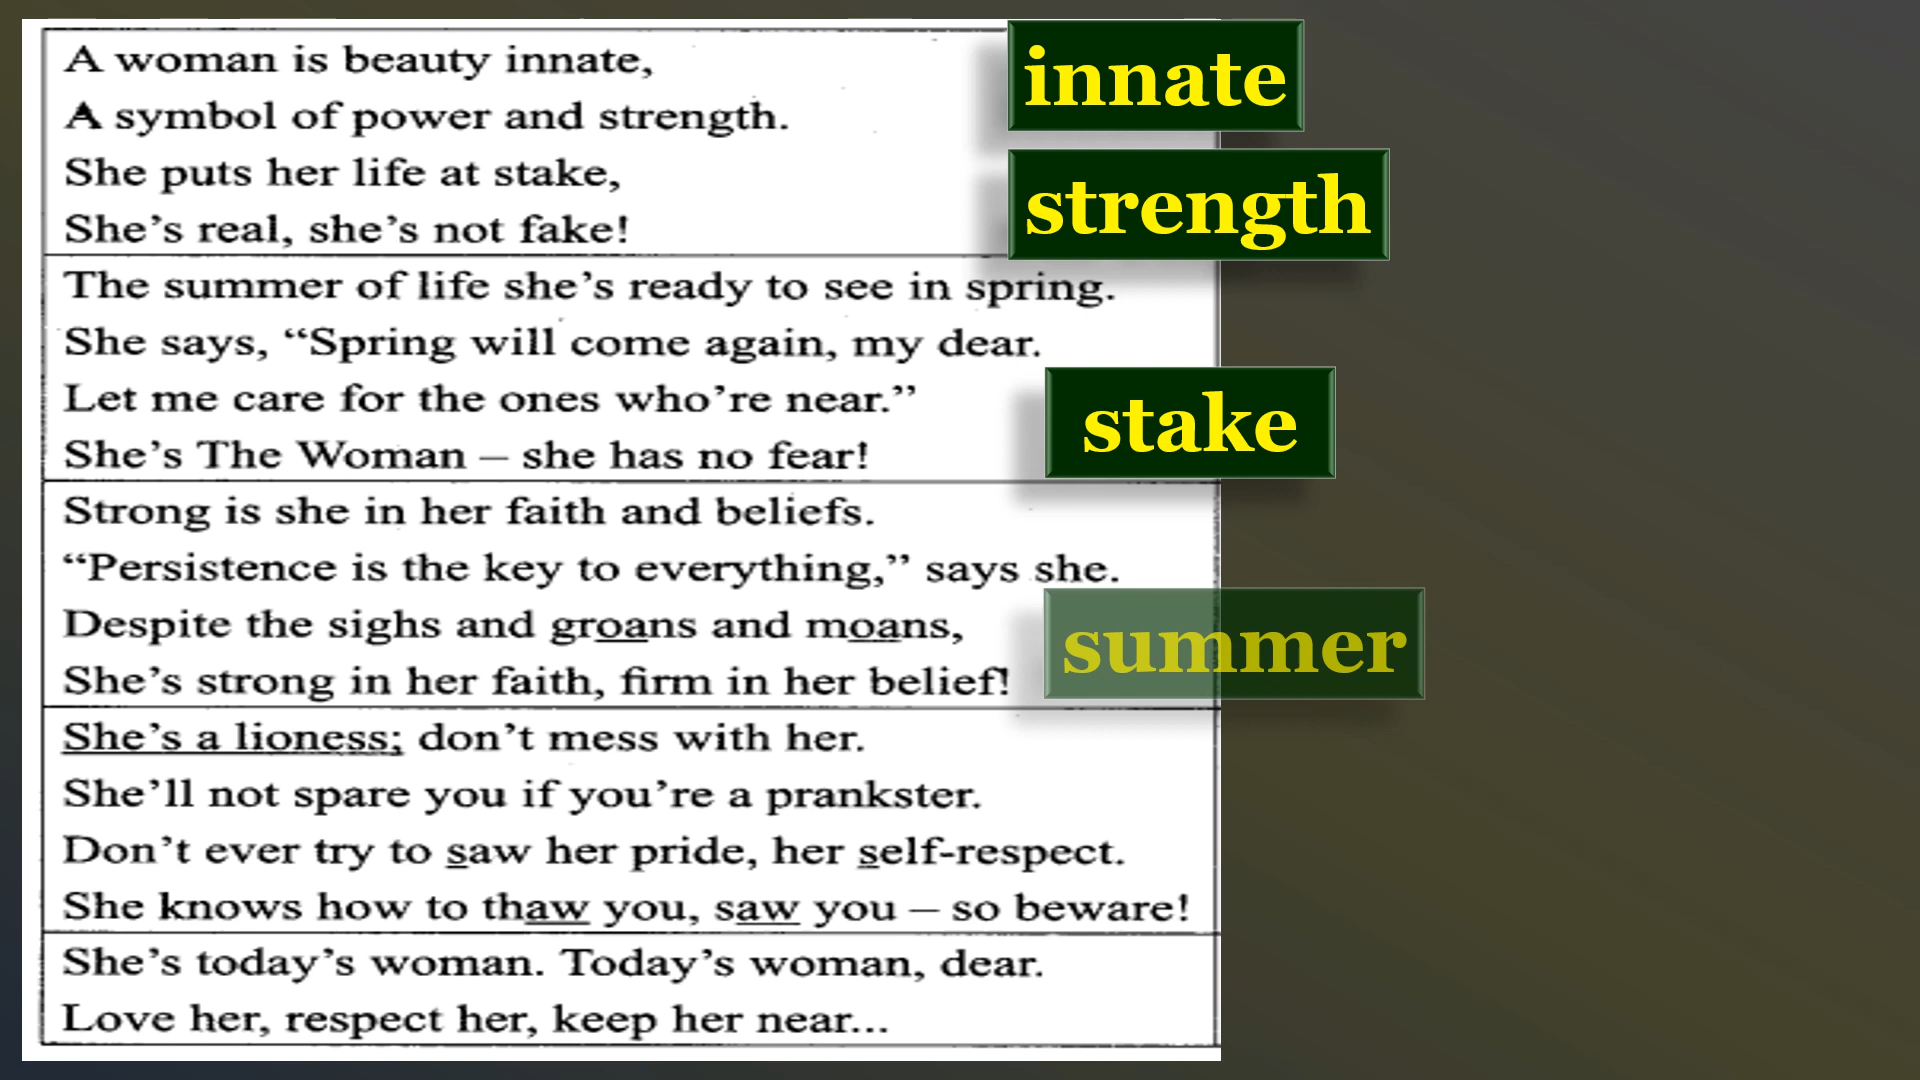 A woman is beauty innate,
A symbol of power and strength.
She puts her life at stake,
She's real, she's not fake!
The summer of life she's ready to see in spring.
She says, “Spring will come again, my dear.
Let me care for the ones who're near.”
She's The Woman – she has no fear!
Strong is she in her faith and beliefs.
“Persistence is the key to everything,” says she.
Despite the sighs and groans and moans,
She's strong in her faith, firm in her belief!
She's a lioness; don't mess with her.
She'll not spare you if you're a prankster.
Don't ever try to saw her pride, her self-respect.
She knows how to thaw you, saw you – so beware!
She's today's woman. Today's woman, dear.
Love her, respect her, keep her near...
innate
strength
stake
summer